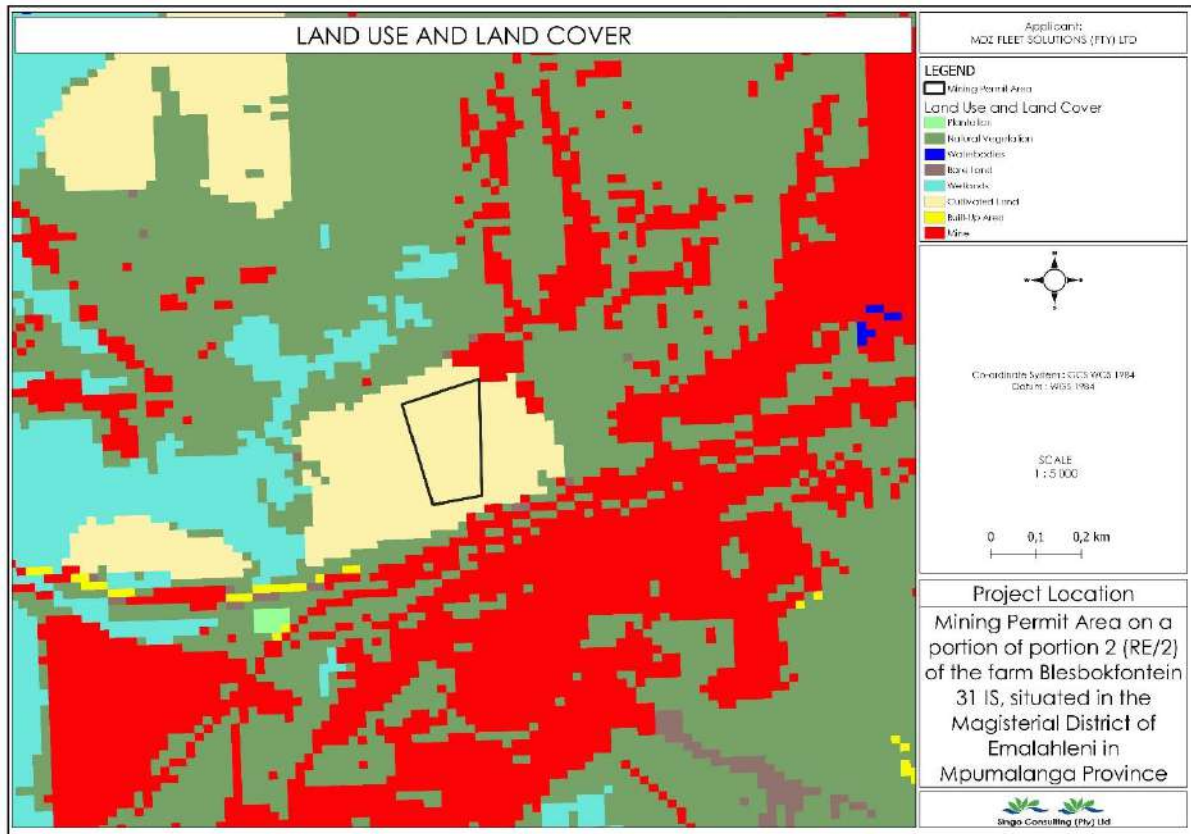 LAND USE AND LAND COVER
Applicant:
MDZ FLEET SOLUTIONS (PTY) LTD
LEGEND
Mining Permit Area
Land Use and Land Cover
Plantation
Natural Vegetation
Waterbodies
Bare Land
Wetlands
Cultivated Land
Built-Up Area
Mine
N
W
E
S
Co-ordinate System : GCS WGS 1984
Datum : WGS 1984
SCALE
1 : 5 000
0 0,1 0,2 km
Project Location
Mining Permit Area on a
portion of portion 2 (RE/2)
of the farm Blesbokfontein
31 IS, situated in the
Magisterial District of
Emalahleni in
Mpumalanga Province
Singo Consulting (Pty) Ltd